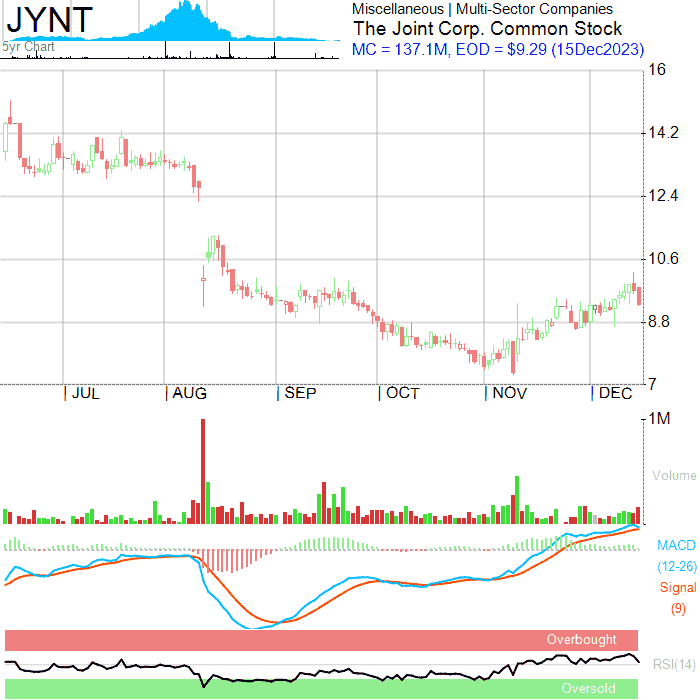 JYNT
5yr Chart
Miscellaneous | Multi-Sector Companies
The Joint Corp. Common Stock
MC = 137.1M, EOD = $9.29 (15Dec2023)
16
14.2
12.4
10.6
8.8
7
| JUL | AUG | SEP | OCT | NOV | DEC
1M
Volume
MACD
(12-26)
Signal
(9)
Overbought
RSI(14)
Oversold